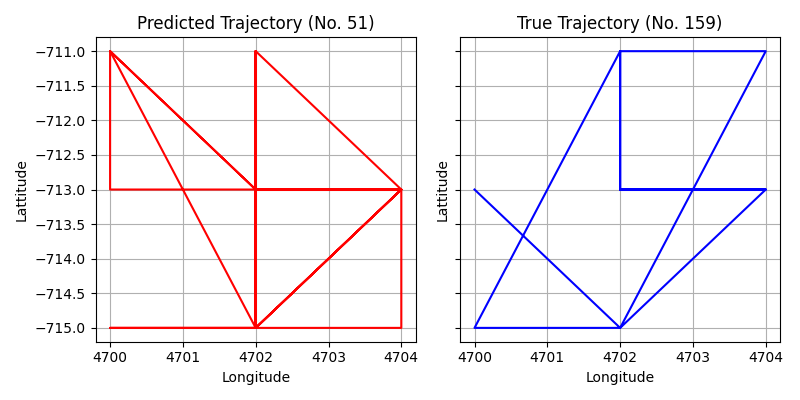 Predicted Trajectory (No. 51)
True Trajectory (No. 159)
−711.0
−711.5
−712.0
−712.5
−713.0
−713.5
−714.0
−714.5
−715.0
Lattitude
Lattitude
4700 4701 4702 4703 4704
4700 4701 4702 4703 4704
Longitude
Longitude